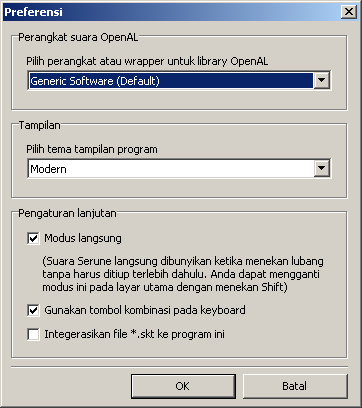 Preferensi
Perangkat suara OpenAL
Pilih perangkat atau wrapper untuk library OpenAL
Generic Software (Default)
Tampilan
Pilih tema tampilan program
Modern
Pengaturan lanjutan
Modus langsung
(Suara Serune langsung dibunyikan ketika menekan lubang
tanpa harus ditiup terlebih dahulu. Anda dapat mengganti
modus ini pada layar utama dengan menekan Shift)
Gunakan tombol kombinasi pada keyboard
Integerasikan file *.skt ke program ini
OK
Batal